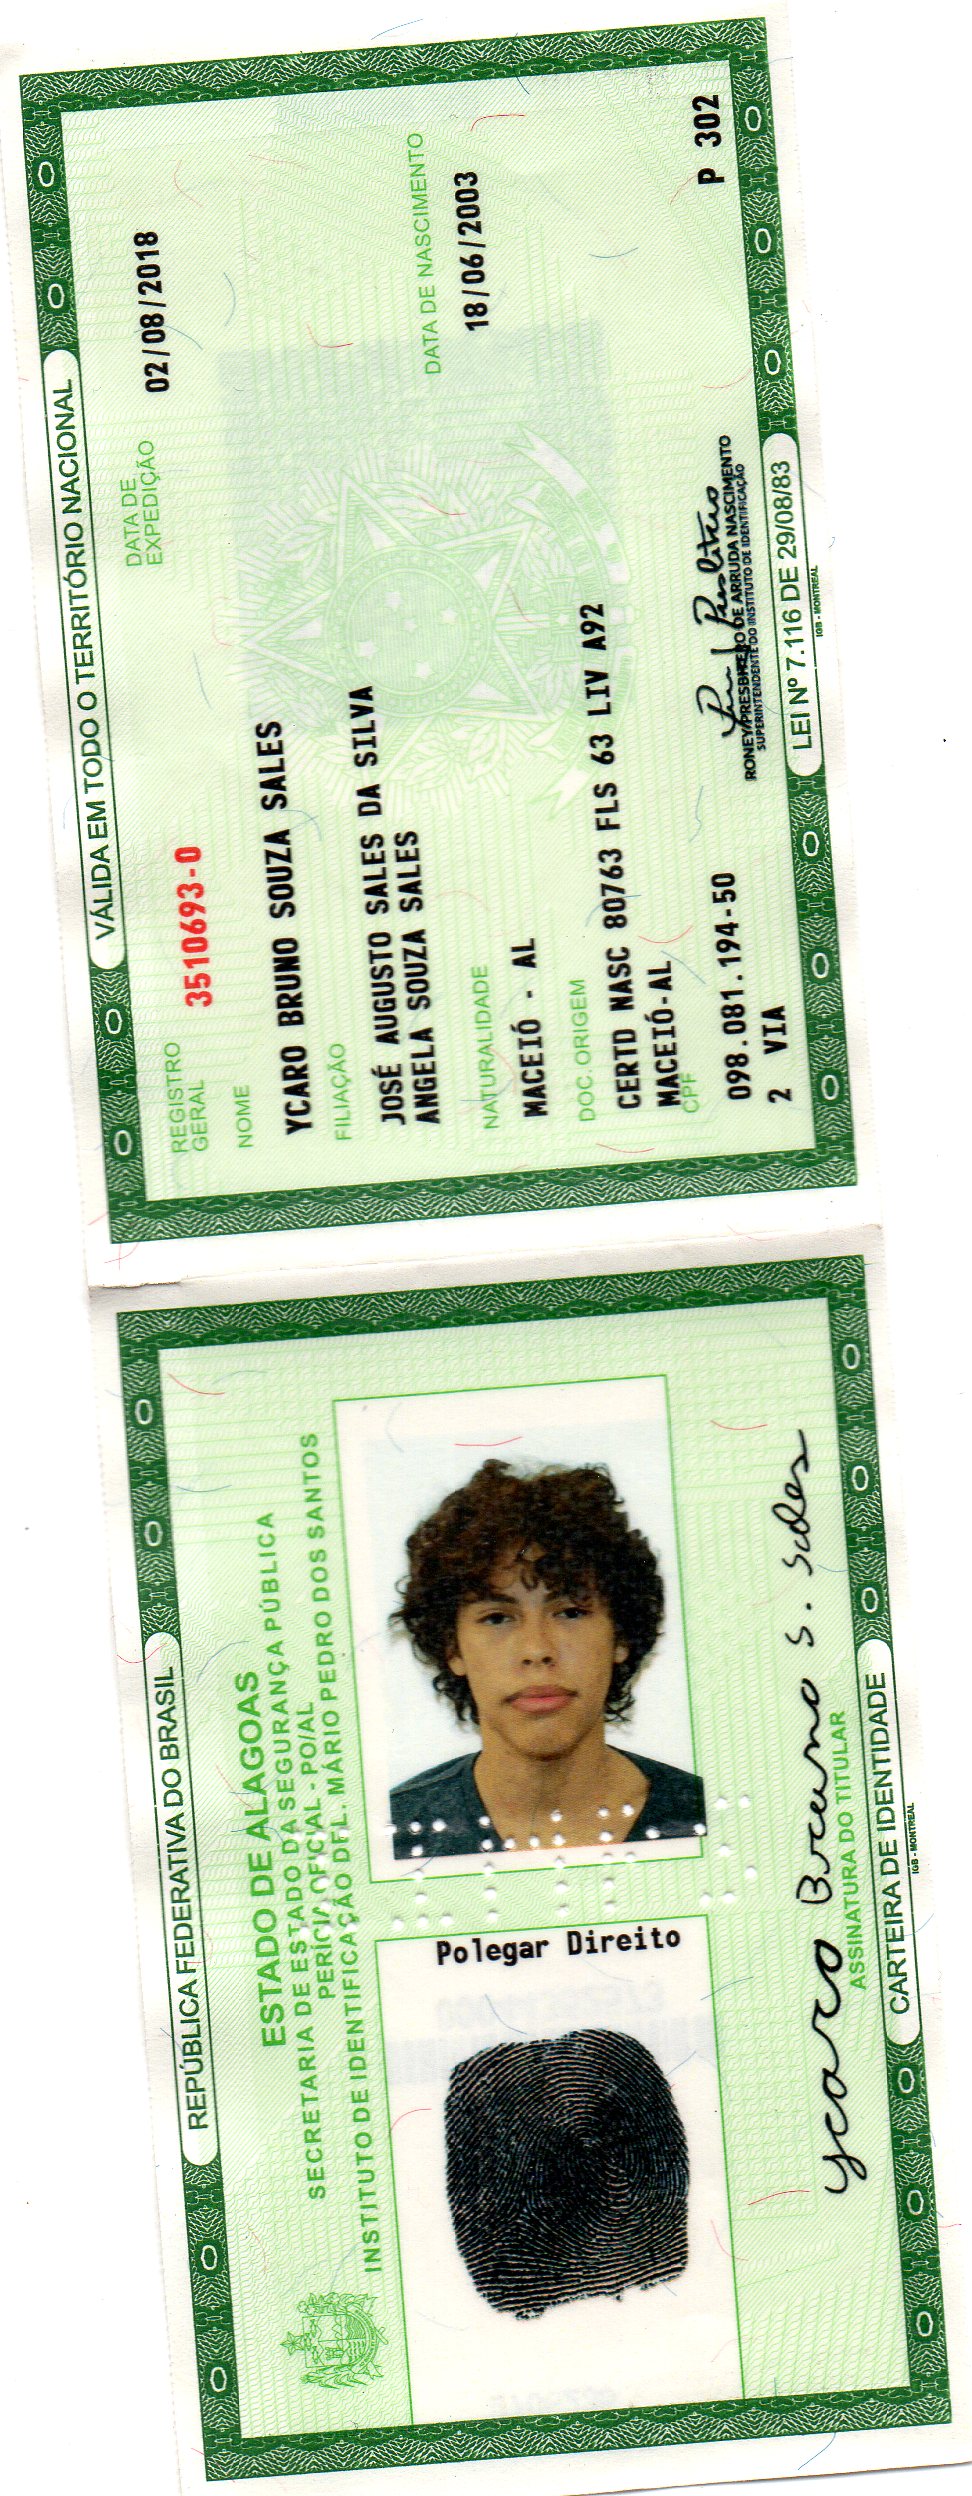 VÁLIDA EM TODO O TERRITÓRIO NACIONAL
REGISTRO GERAL 3510693-0 DATA DE EXPEDIÇÃO 02/08/2018
NOME
YCARO BRUNO SOUZA SALES
FILIAÇÃO
JOSÉ AUGUSTO SALES DA SILVA
ANGELA SOUZA SALES
NATURALIDADE DATA DE NASCIMENTO
MACEIÓ - AL 18/06/2003
DOC. ORIGEM
CERTD NASC 80763 FLS 63 LIV A92
MACEIÓ-AL
CPF
098.081.194-50
2 VIA P 302
RONEY PRESBITERO DE ARRUDA NASCIMENTO
SUPERINTENDENTE DO INSTITUTO DE IDENTIFICAÇÃO
LEI Nº 7.116 DE 29/08/83
IGB - MONTREAL
REPÚBLICA FEDERATIVA DO BRASIL
ESTADO DE ALAGOAS
SECRETARIA DE ESTADO DA SEGURANÇA PÚBLICA
PERÍCIA OFICIAL - PO/AL
INSTITUTO DE IDENTIFICAÇÃO DEL. MÁRIO PEDRO DOS SANTOS
Polegar Direito
Ycaro Bruno S. Sales
ASSINATURA DO TITULAR
CARTEIRA DE IDENTIDADE
IGB - MONTREAL